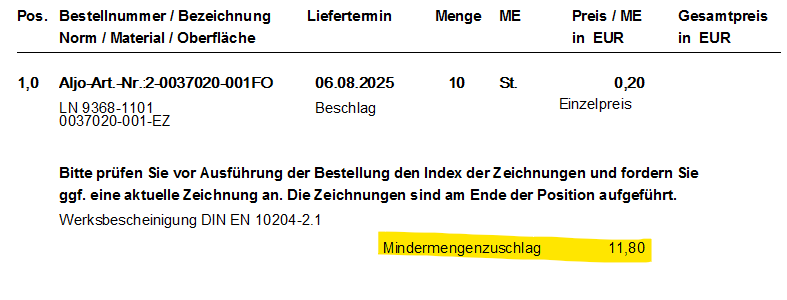 Pos. Bestellnummer / Bezeichnung Liefertermin Menge ME Preis / ME Gesamtpreis
Norm / Material / Oberfläche in EUR in EUR
1,0 Aljo-Art.-Nr.:2-0037020-001FO 06.08.2025 10 St. 0,20
LN 9368-1101 Beschlag Einzelpreis
0037020-001-EZ
Bitte prüfen Sie vor Ausführung der Bestellung den Index der Zeichnungen und fordern Sie
ggf. eine aktuelle Zeichnung an. Die Zeichnungen sind am Ende der Position aufgeführt.
Werksbescheinigung DIN EN 10204-2.1
Mindermengenzuschlag 11,80